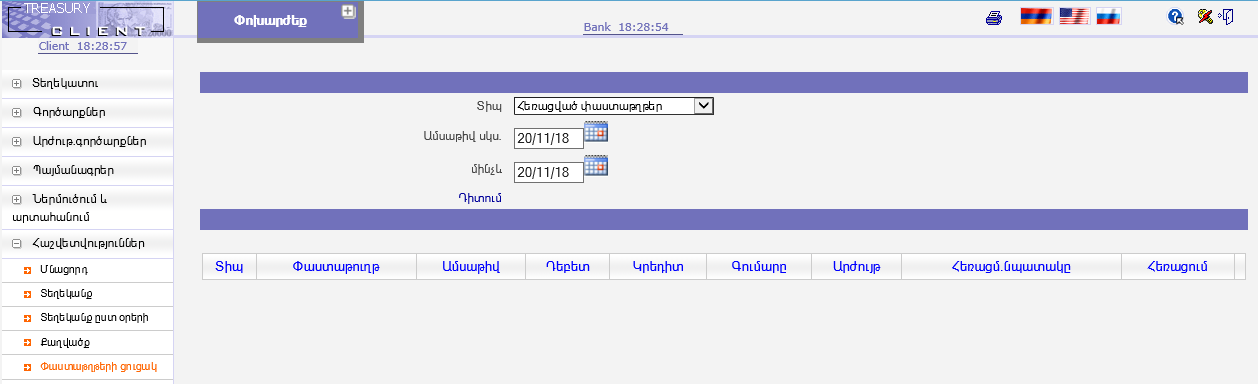 TREASURY
CLIENT
Client 18:28:57
Փոխարժեք
Bank 18:28:54
Տեղեկատու
Գործարքներ
Արժութ.գործարքներ
Պայմանագրեր
Ներմուծում և
արտահանում
Հաշվետվություններ
Մնացորդ
Տեղեկանք
Տեղեկանք ըստ օրերի
Քաղվածք
Փաստաթղթերի ցուցակ
Տիպ Հեռացված փաստաթղթեր
Ամսաթիվ սկս. 20/11/18
մինչև 20/11/18
Դիտում
Տիպ Փաստաթուղթ Ամսաթիվ Դեբետ Կրեդիտ Գումարը Արժույթ Հեռացմ.նպատակը Հեռացում